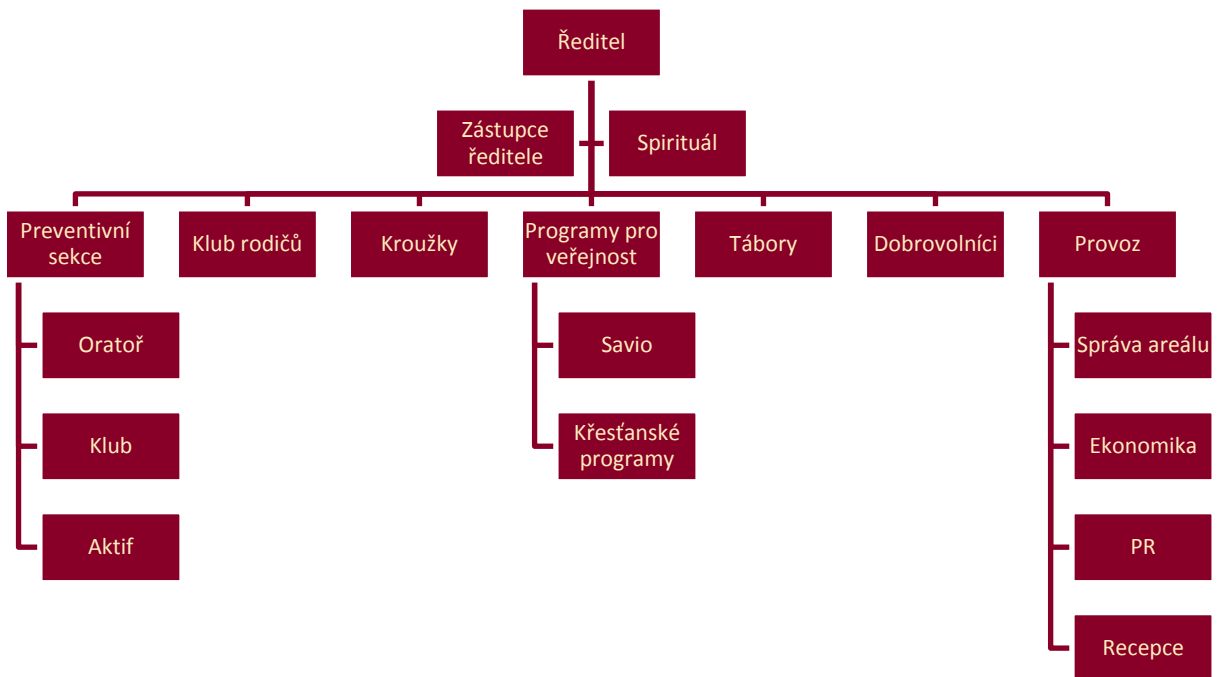 Ředitel
Zástupce
ředitele
Spirituál
Preventivní
sekce
Klub rodičů
Kroužky
Programy pro
veřejnost
Tábory
Dobrovolníci
Provoz
Oratoř
Klub
Aktif
Savio
Křesťanské
programy
Správa areálu
Ekonomika
PR
Recepce